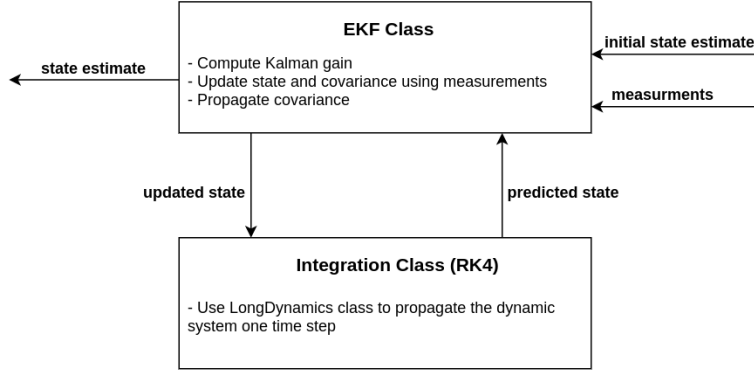 EKF Class
- Compute Kalman gain
- Update state and covariance using measurements
- Propagate covariance
initial state estimate
state estimate
measurments
updated state
predicted state
Integration Class (RK4)
- Use LongDynamics class to propagate the dynamic
system one time step